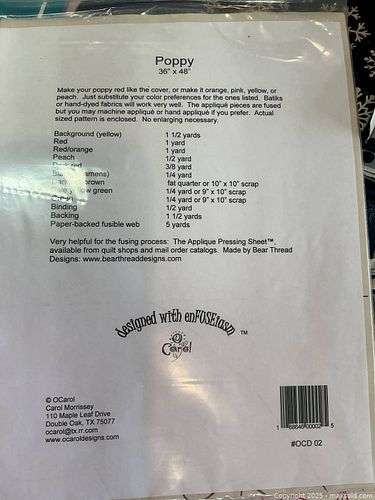 Poppy
36" x 48"
Make your poppy red like the cover, or make it orange, pink, yellow, or
peach. Just substitute your color preferences for the ones listed. Batiks
or hand-dyed fabrics will work very well. The appliqué pieces are fused
but you may machine appliqué or hand appliqué if you prefer. Actual
sized pattern is enclosed. No enlarging necessary.
Background (yellow) 1 1/2 yards
Red 1 yard
Red/orange 1 yard
Peach 1/2 yard
red 3/8 yard
1/4 yard
brown fat quarter or 10" x 10" scrap
green 1/4 yard or 9" x 10" scrap
1/4 yard or 9" x 10" scrap
Binding 1/2 yard
Backing 1 1/2 yards
Paper-backed fusible web 5 yards
Very helpful for the fusing process: The Applique Pressing Sheet™,
available from quilt shops and mail order catalogs. Made by Bear Thread
Designs: www.bearthreaddesigns.com
designed with enFUSEiasm ™
O'Carol
© OCarol
Carol Morrissey
110 Maple Leaf Drive
Double Oak, TX 75077
ocarol@tx.rr.com
www.ocaroldesigns.com
#OCD 02
Copyright 2025 - maxsold.com